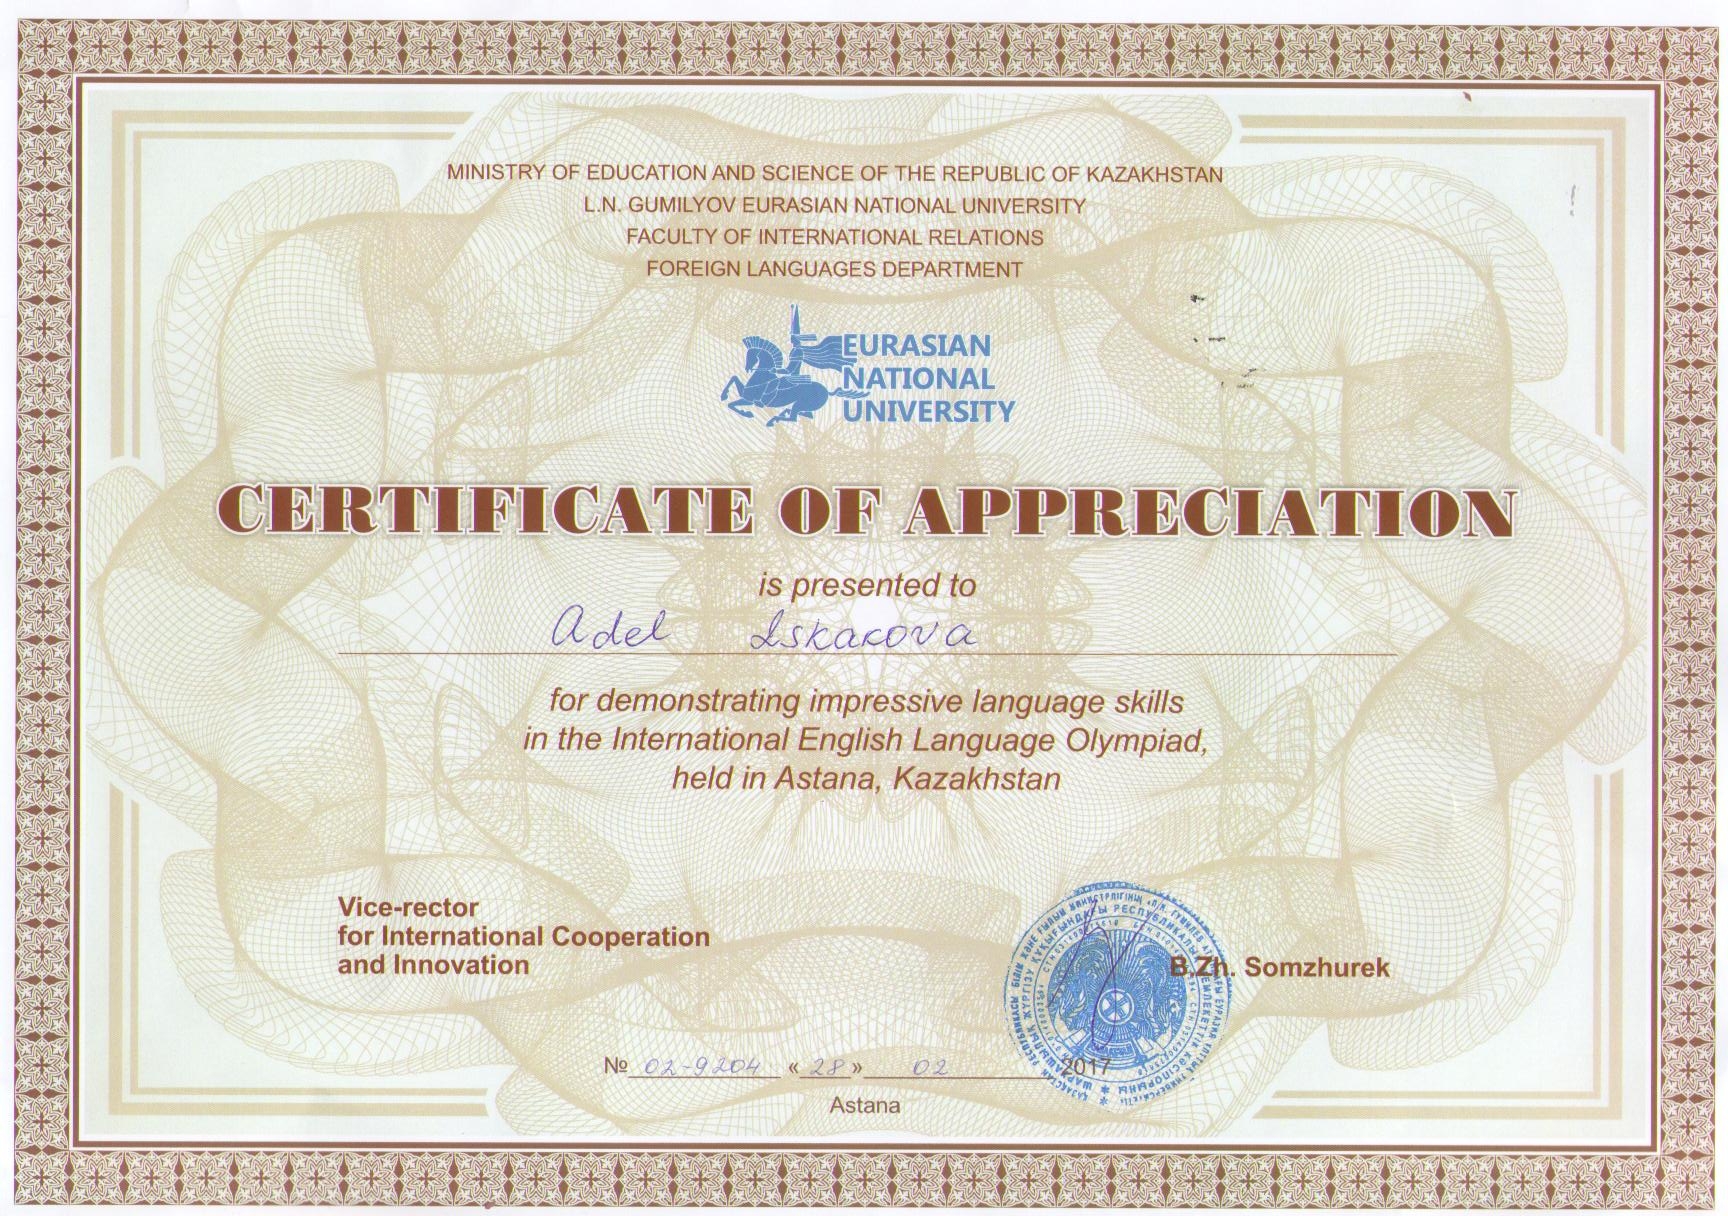 MINISTRY OF EDUCATION AND SCIENCE OF THE REPUBLIC OF KAZAKHSTAN
L.N. GUMILYOV EURASIAN NATIONAL UNIVERSITY
FACULTY OF INTERNATIONAL RELATIONS
FOREIGN LANGUAGES DEPARTMENT
EURASIAN
NATIONAL
UNIVERSITY
CERTIFICATE OF APPRECIATION
is presented to
Adel Iskakova
for demonstrating impressive language skills
in the International English Language Olympiad,
held in Astana, Kazakhstan
Vice-rector
for International Cooperation
and Innovation
B.Zh. Somzhurek
№ 02-9204 «28» 02 2017
Astana